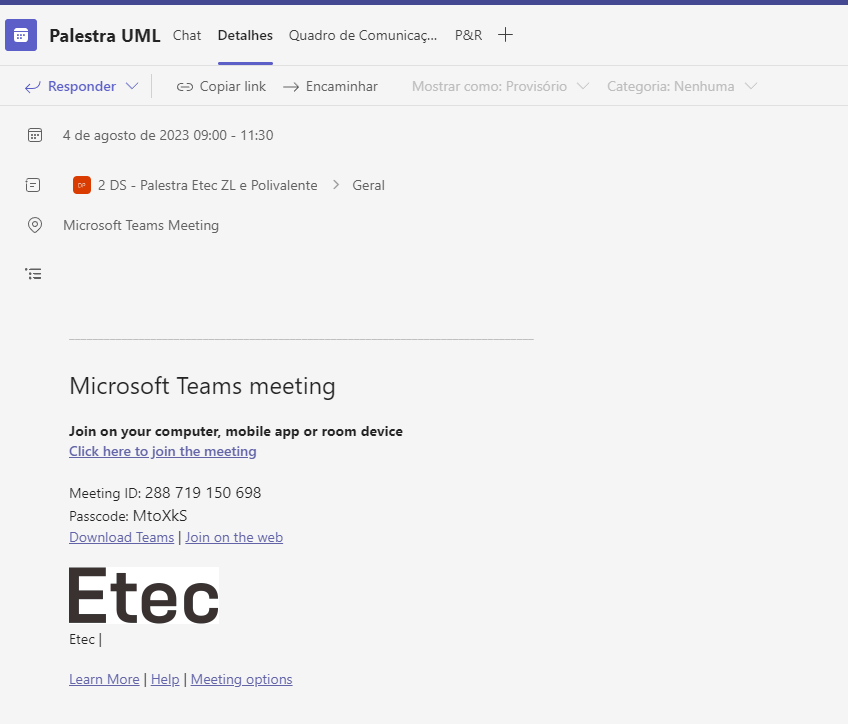 Palestra UML Chat Detalhes Quadro de Comunicaç... P&R
Responder Copiar link Encaminhar Mostrar como: Provisório Categoria: Nenhuma
4 de agosto de 2023 09:00 - 11:30
DP 2 DS - Palestra Etec ZL e Polivalente > Geral
Microsoft Teams Meeting
Microsoft Teams meeting
Join on your computer, mobile app or room device
Click here to join the meeting
Meeting ID: 288 719 150 698
Passcode: MtoXkS
Download Teams | Join on the web
Etec
Etec |
Learn More | Help | Meeting options